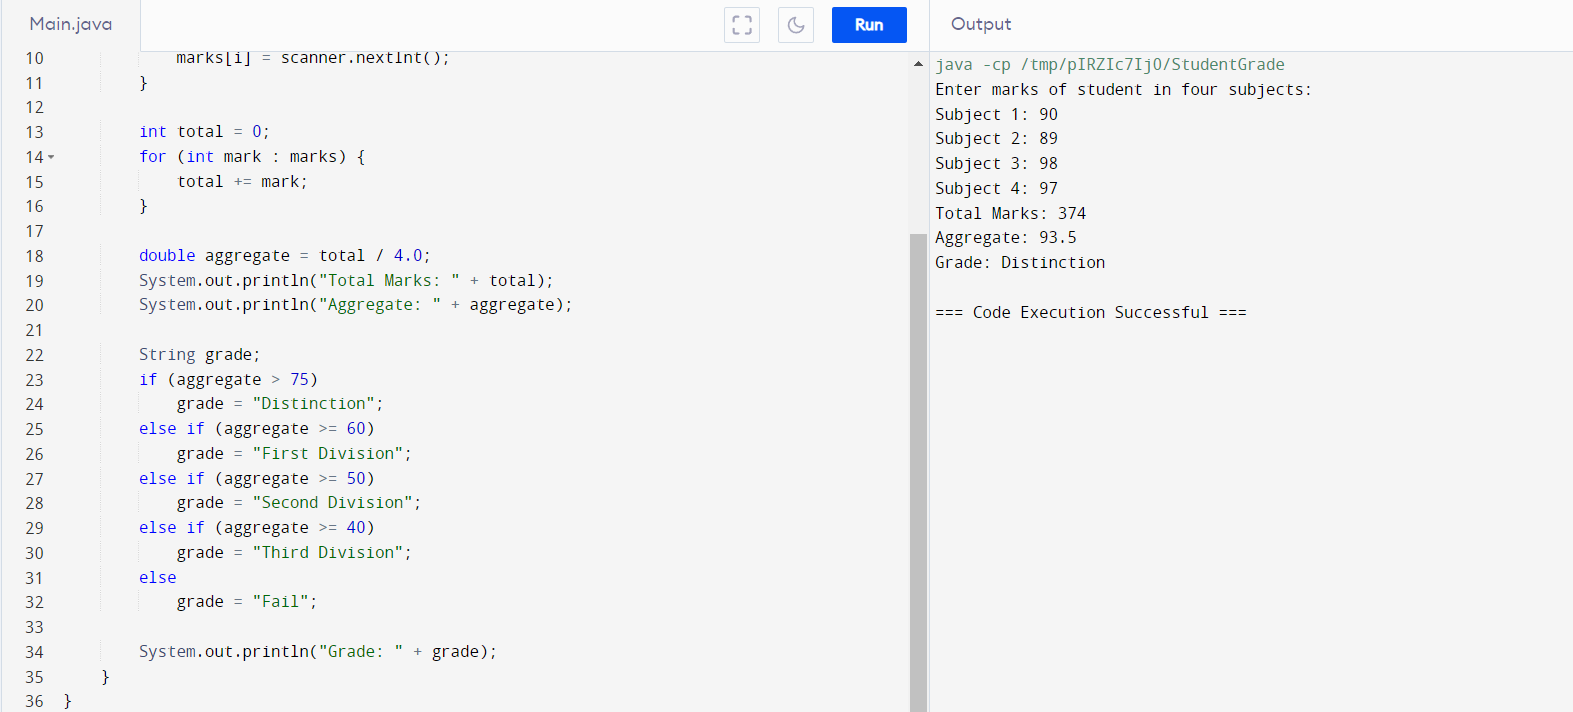 Main.java
Run
Output
10 marks[i] = scanner.nextInt();
11 }
12
13 int total = 0;
14 for (int mark : marks) {
15 total += mark;
16 }
17
18 double aggregate = total / 4.0;
19 System.out.println("Total Marks: " + total);
20 System.out.println("Aggregate: " + aggregate);
21
22 String grade;
23 if (aggregate > 75)
24 grade = "Distinction";
25 else if (aggregate >= 60)
26 grade = "First Division";
27 else if (aggregate >= 50)
28 grade = "Second Division";
29 else if (aggregate >= 40)
30 grade = "Third Division";
31 else
32 grade = "Fail";
33
34 System.out.println("Grade: " + grade);
35 }
36 }
java -cp /tmp/pIRZIc7Ij0/StudentGrade
Enter marks of student in four subjects:
Subject 1: 90
Subject 2: 89
Subject 3: 98
Subject 4: 97
Total Marks: 374
Aggregate: 93.5
Grade: Distinction
=== Code Execution Successful ===